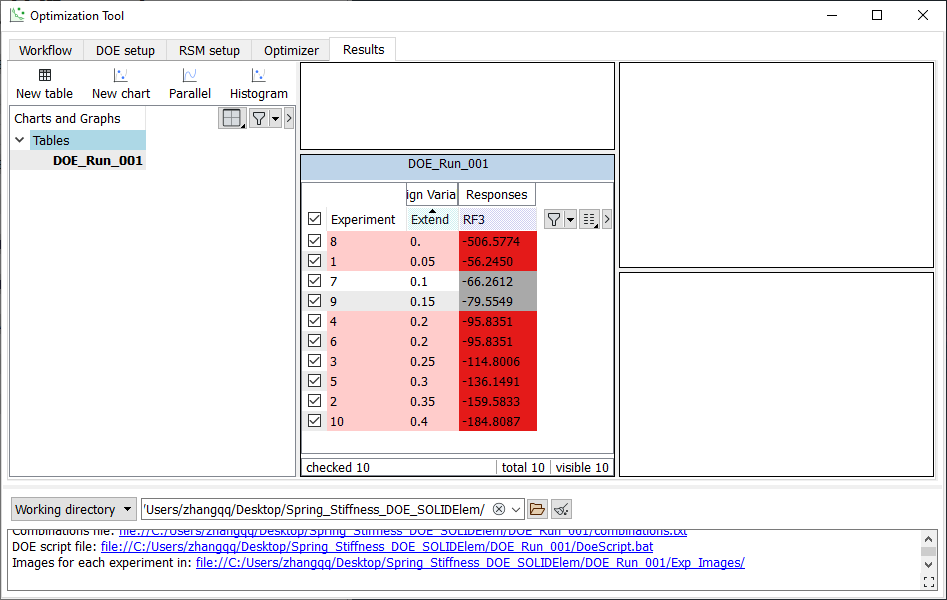 Optimization Tool
Workflow DOE setup RSM setup Optimizer Results
New table New chart Parallel Histogram
Charts and Graphs
Tables
DOE_Run_001
DOE_Run_001
ign Varia Responses
Experiment Extend RF3
8 0. -506.5774
1 0.05 -56.2450
7 0.1 -66.2612
9 0.15 -79.5549
4 0.2 -95.8351
6 0.2 -95.8351
3 0.25 -114.8006
5 0.3 -136.1491
2 0.35 -159.5833
10 0.4 -184.8087
checked 10 total 10 visible 10
Working directory '/Users/zhangqq/Desktop/Spring_Stiffness_DOE_SOLIDElem/
Combinations file: file://C:/Users/zhangqq/Desktop/Spring_Stiffness_DOE_SOLIDElem/DOE_Run_001/combinations.txt
DOE script file: file://C:/Users/zhangqq/Desktop/Spring_Stiffness_DOE_SOLIDElem/DOE_Run_001/DoeScript.bat
Images for each experiment in: file://C:/Users/zhangqq/Desktop/Spring_Stiffness_DOE_SOLIDElem/DOE_Run_001/Exp_Images/